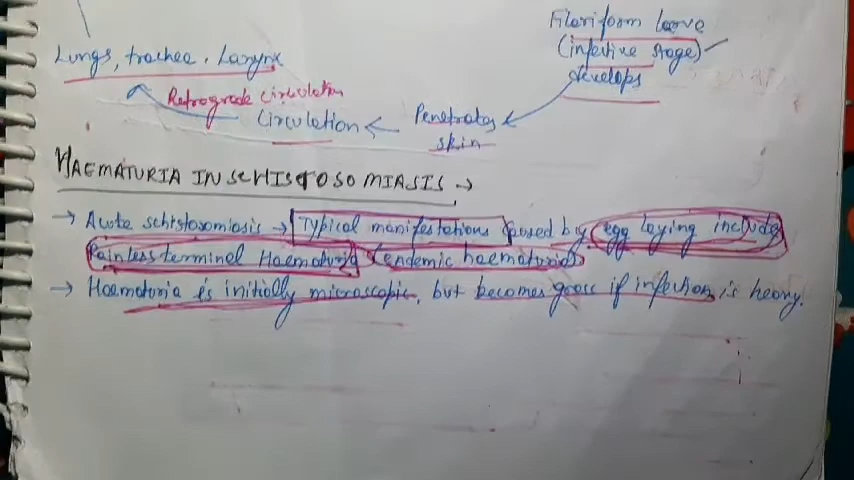 Filariform larve
(infective stage)
develops
Lungs, trachea, Larynx
Retrograde circulation
Circulation ← Penetrates
skin
HAEMATURIA IN SCHISTOSOMIASIS →
→ Acute schistosomiasis → Typical manifestations caused by egg laying include
Painless terminal Haematuria (endemic haematuria).
→ Haematuria is initially microscopic, but becomes gross if infection is heavy.